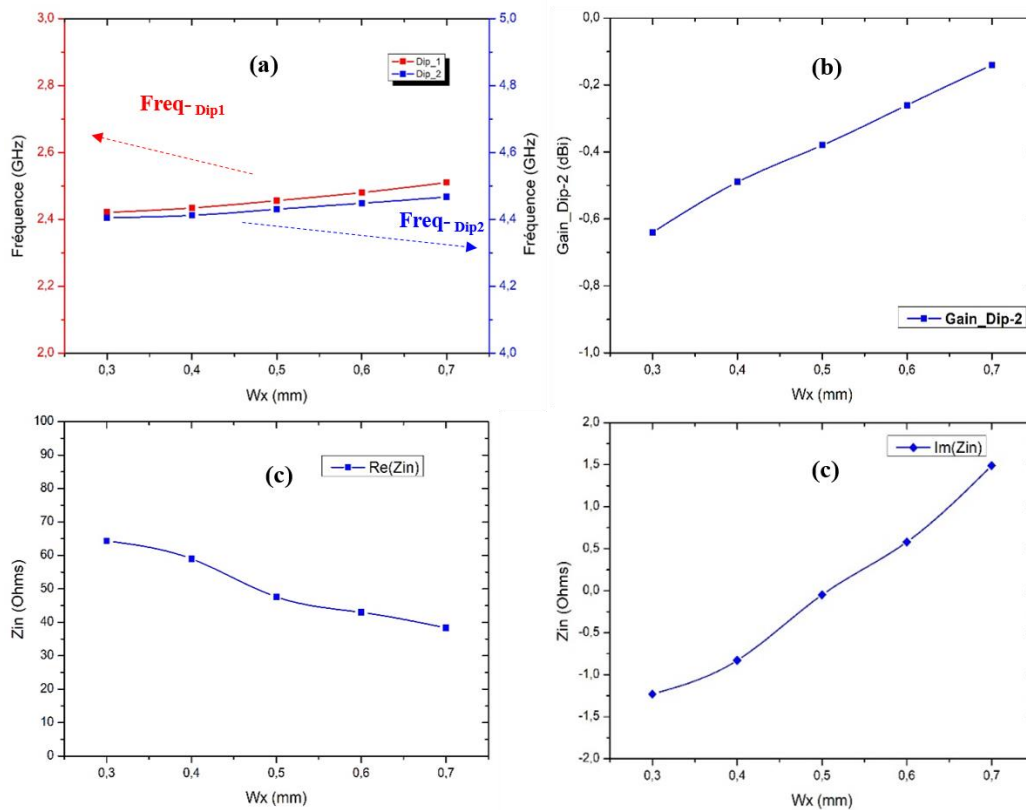 (a)
Dip_1
Dip_2
Freq- Dip1
Freq- Dip2
Fréquence (GHz)
3,0
2,8
2,6
2,4
2,2
2,0
Fréquence (GHz)
5,0
4,8
4,6
4,4
4,2
4,0
0,3 0,4 0,5 0,6 0,7
Wx (mm)
(b)
Gain_Dip-2 (dBi)
0,0
-0,2
-0,4
-0,6
-0,8
-1,0
Gain_Dip-2
0,3 0,4 0,5 0,6 0,7
Wx (mm)
(c)
Re(Zin)
Zin (Ohms)
100
90
80
70
60
50
40
30
20
10
0
0,3 0,4 0,5 0,6 0,7
Wx (mm)
(c)
Im(Zin)
Zin (Ohms)
2,0
1,5
1,0
0,5
0,0
-0,5
-1,0
-1,5
-2,0
0,3 0,4 0,5 0,6 0,7
Wx (mm)